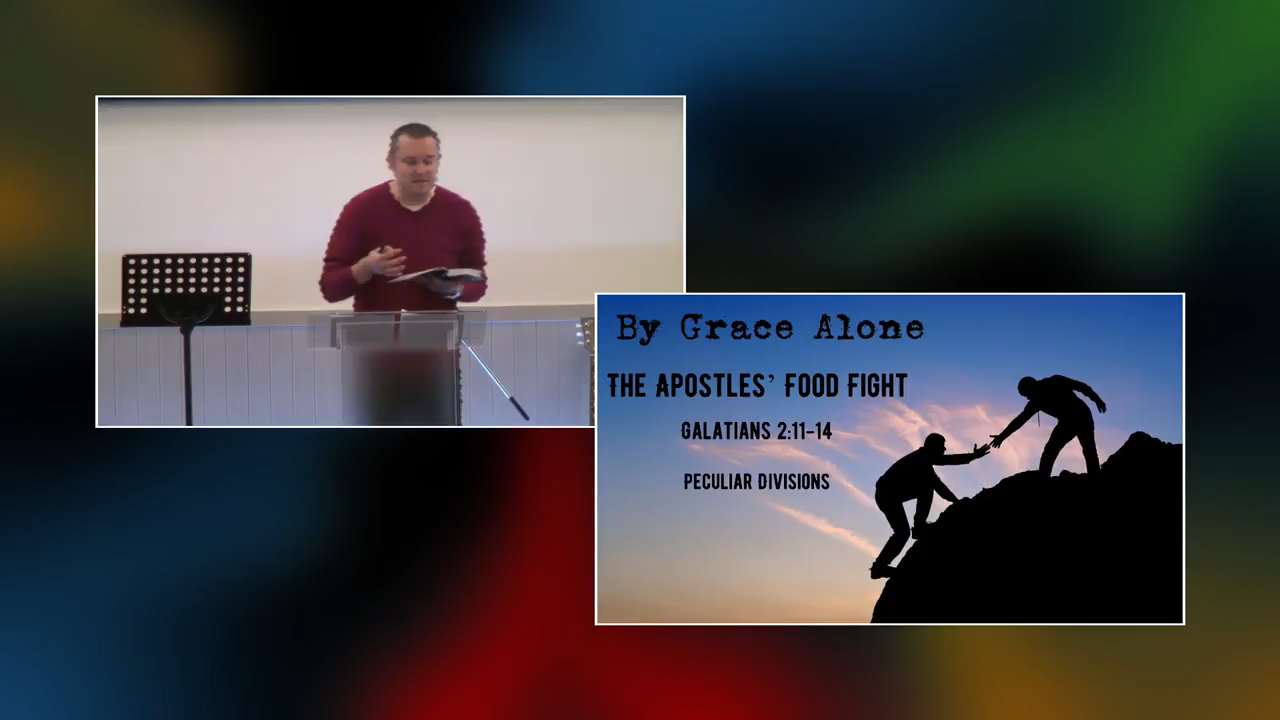 By Grace Alone
THE APOSTLES' FOOD FIGHT
GALATIANS 2:11-14
PECULIAR DIVISIONS